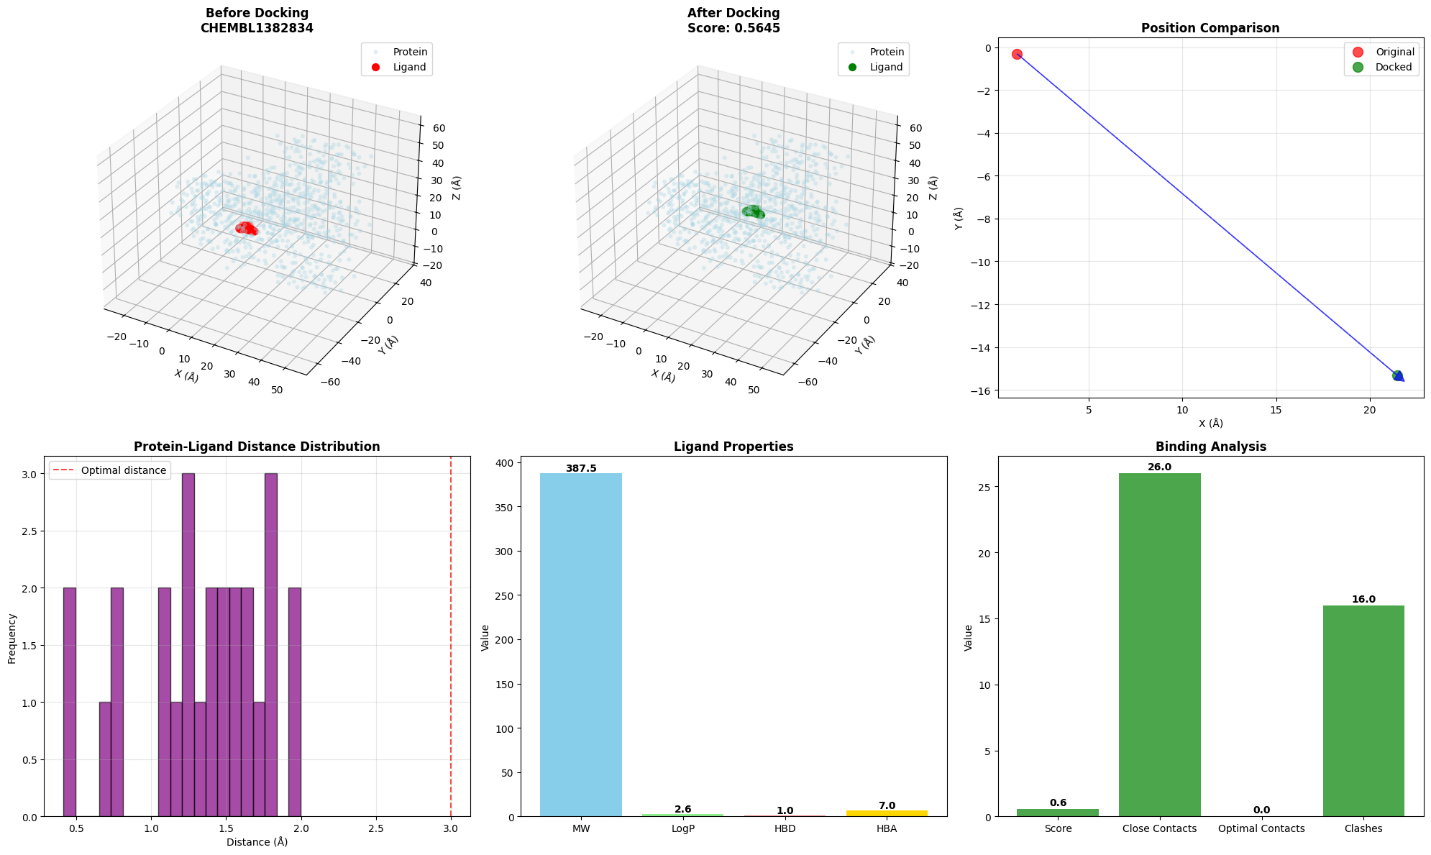 Before Docking
CHEMBL1382834
Protein
Ligand
60
50
40
30
20
10
0
−10
−20
Z (Å)
−20
−10
0
10
20
30
40
50
X (Å)
−60
−40
−20
0
20
40
Y (Å)
After Docking
Score: 0.5645
Protein
Ligand
60
50
40
30
20
10
0
−10
−20
Z (Å)
−20
−10
0
10
20
30
40
50
X (Å)
−60
−40
−20
0
20
40
Y (Å)
Position Comparison
Original
Docked
0
−2
−4
−6
−8
−10
−12
−14
−16
Y (Å)
5
10
15
20
X (Å)
Protein-Ligand Distance Distribution
Optimal distance
3.0
2.5
2.0
1.5
1.0
0.5
0.0
Frequency
0.5
1.0
1.5
2.0
2.5
3.0
Distance (Å)
Ligand Properties
400
350
300
250
200
150
100
50
0
Value
387.5
2.6
1.0
7.0
MW
LogP
HBD
HBA
Binding Analysis
25
20
15
10
5
0
Value
0.6
26.0
0.0
16.0
Score
Close Contacts
Optimal Contacts
Clashes